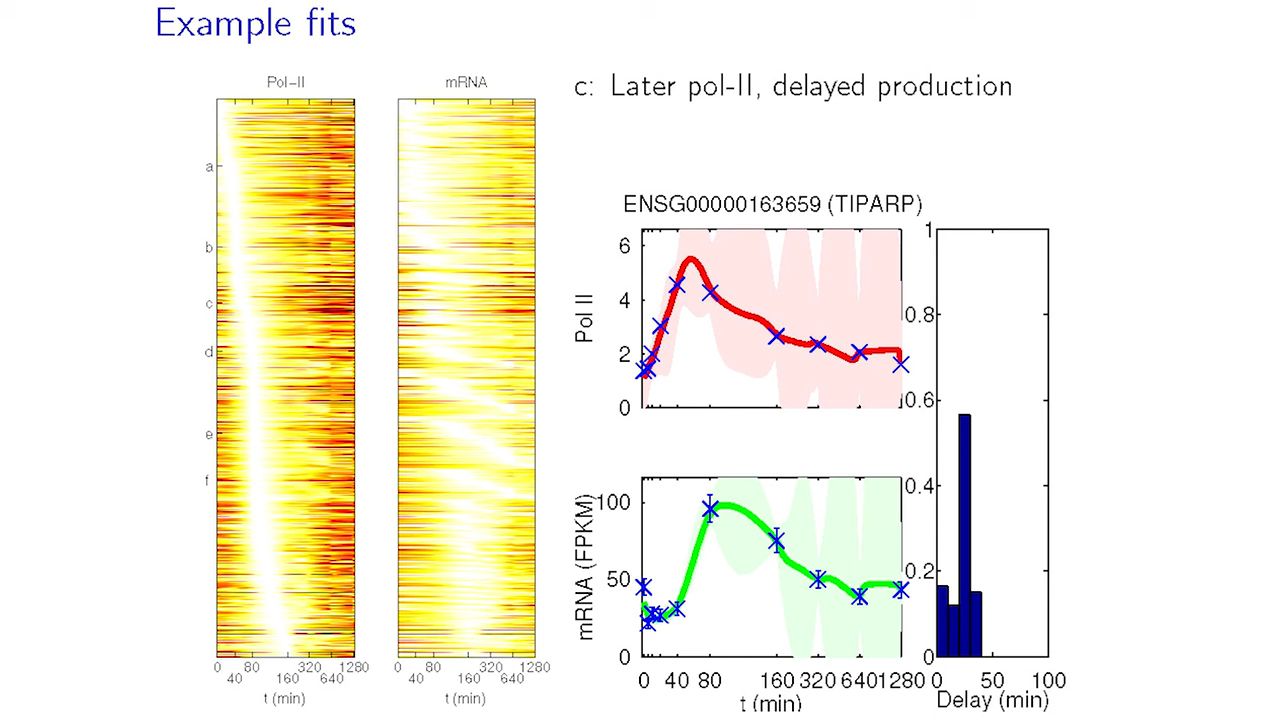 Example fits
Pol-II
mRNA
c: Later pol-II, delayed production
a
b
c
d
e
f
0 80 320 1280
40 160 640
t (min)
0 80 320 1280
40 160 640
t (min)
ENSG00000163659 (TIPARP)
Pol II
6
4
2
0
mRNA (FPKM)
100
50
0
0 40 80 160 320 640 1280
t (min)
1
0.8
0.6
0.4
0.2
0
0 50 100
Delay (min)